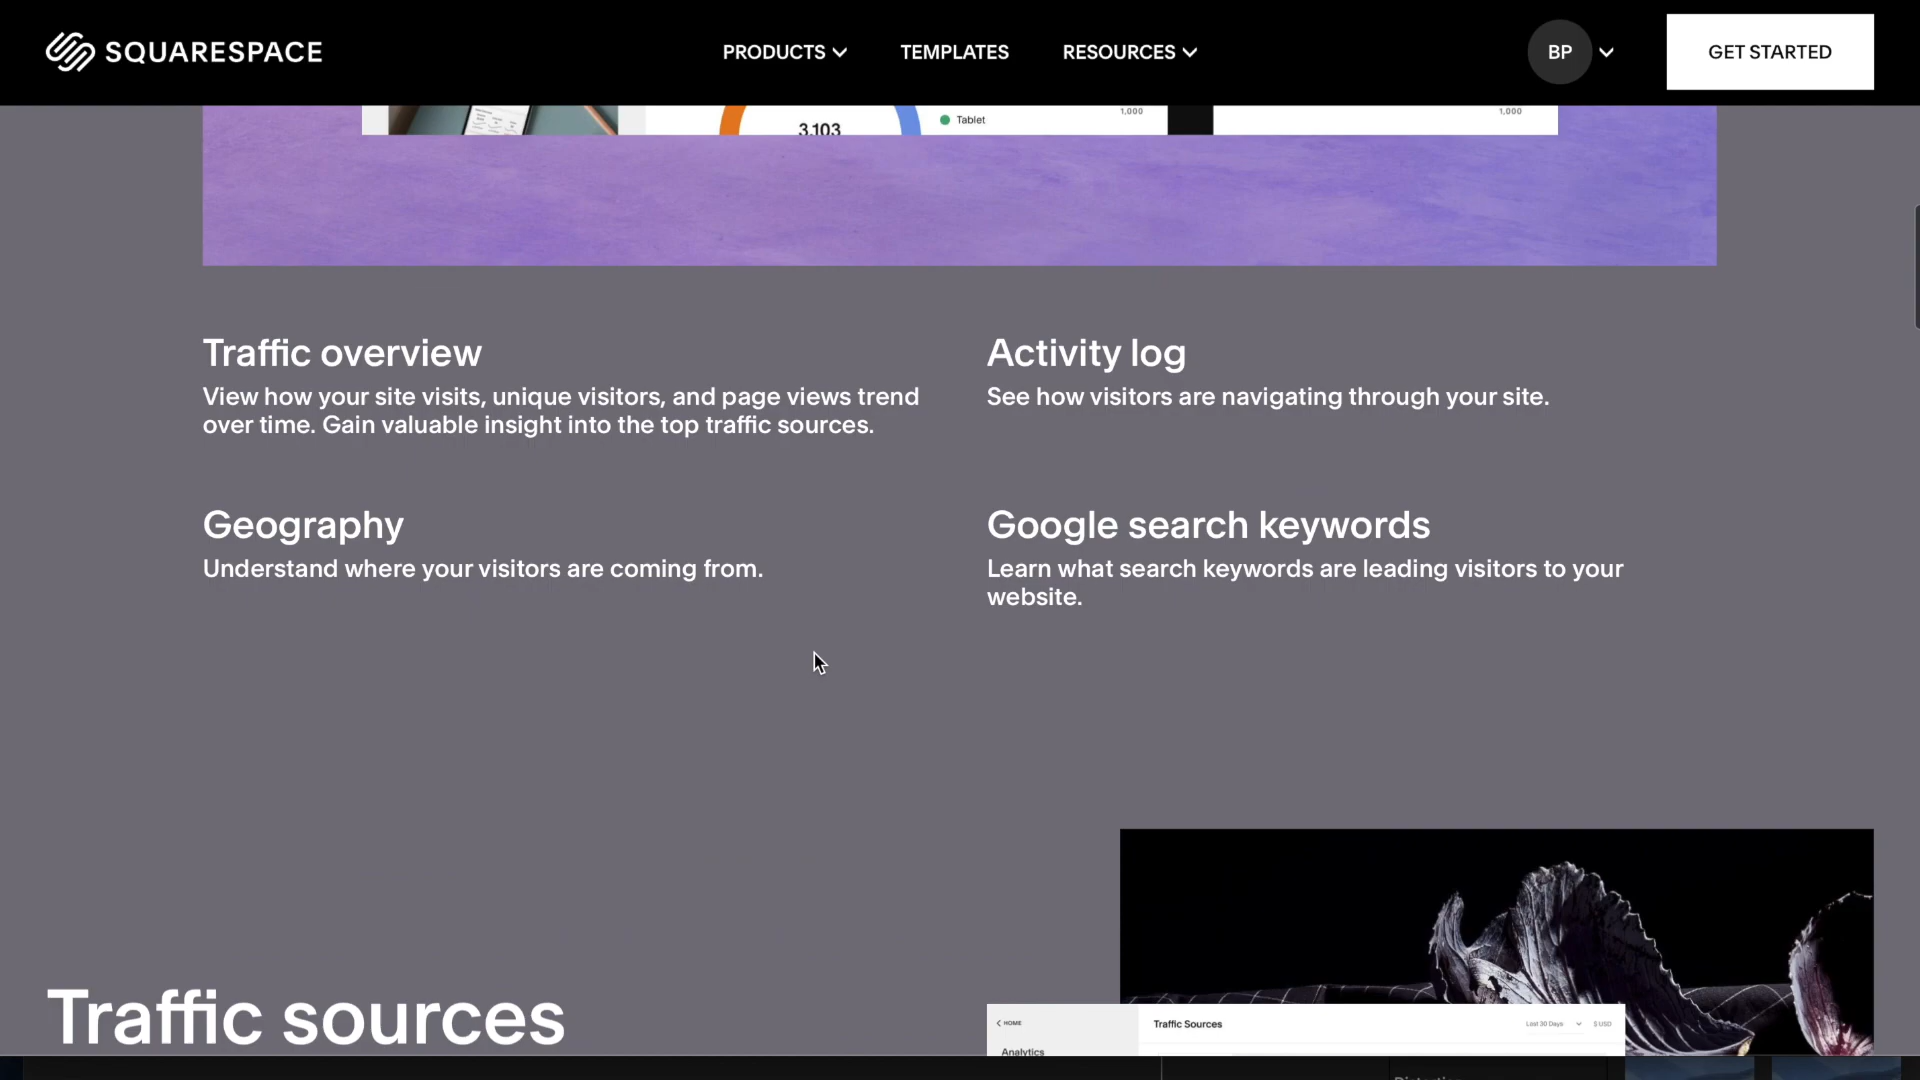 SQUARESPACE
PRODUCTS
TEMPLATES
RESOURCES
BP
GET STARTED
3,103
Tablet
1,000
1,000
Traffic overview
View how your site visits, unique visitors, and page views trend
over time. Gain valuable insight into the top traffic sources.
Activity log
See how visitors are navigating through your site.
Geography
Understand where your visitors are coming from.
Google search keywords
Learn what search keywords are leading visitors to your
website.
Traffic sources
HOME
Analytics
Traffic Sources
Last 30 Days
$ USD